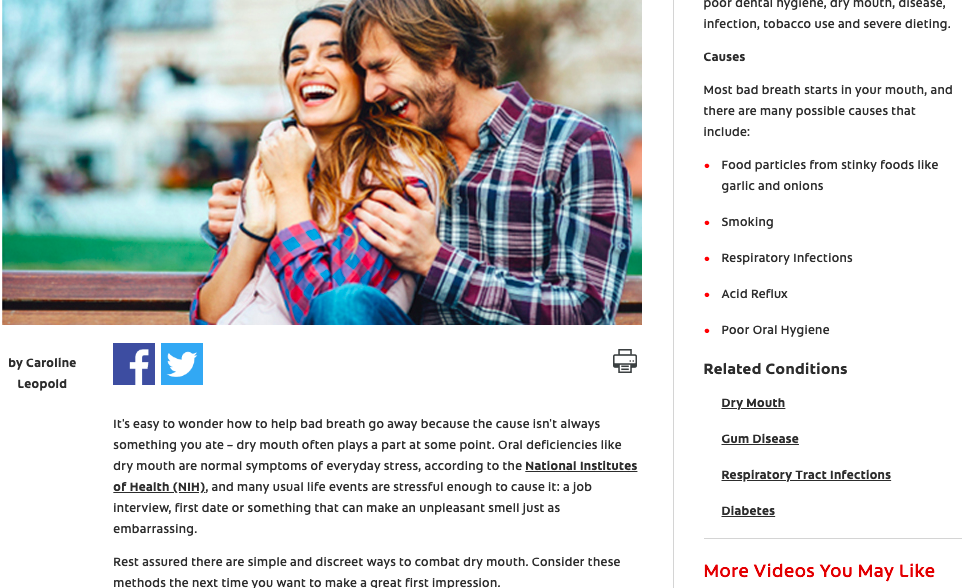 by Caroline
Leopold
It's easy to wonder how to help bad breath go away because the cause isn't always
something you ate – dry mouth often plays a part at some point. Oral deficiencies like
dry mouth are normal symptoms of everyday stress, according to the National Institutes
of Health (NIH), and many usual life events are stressful enough to cause it: a job
interview, first date or something that can make an unpleasant smell just as
embarrassing.
Rest assured there are simple and discreet ways to combat dry mouth. Consider these
methods the next time you want to make a great first impression.
poor dental hygiene, dry mouth, disease,
infection, tobacco use and severe dieting.
Causes
Most bad breath starts in your mouth, and
there are many possible causes that
include:
Food particles from stinky foods like
garlic and onions
Smoking
Respiratory Infections
Acid Reflux
Poor Oral Hygiene
Related Conditions
Dry Mouth
Gum Disease
Respiratory Tract Infections
Diabetes
More Videos You May Like